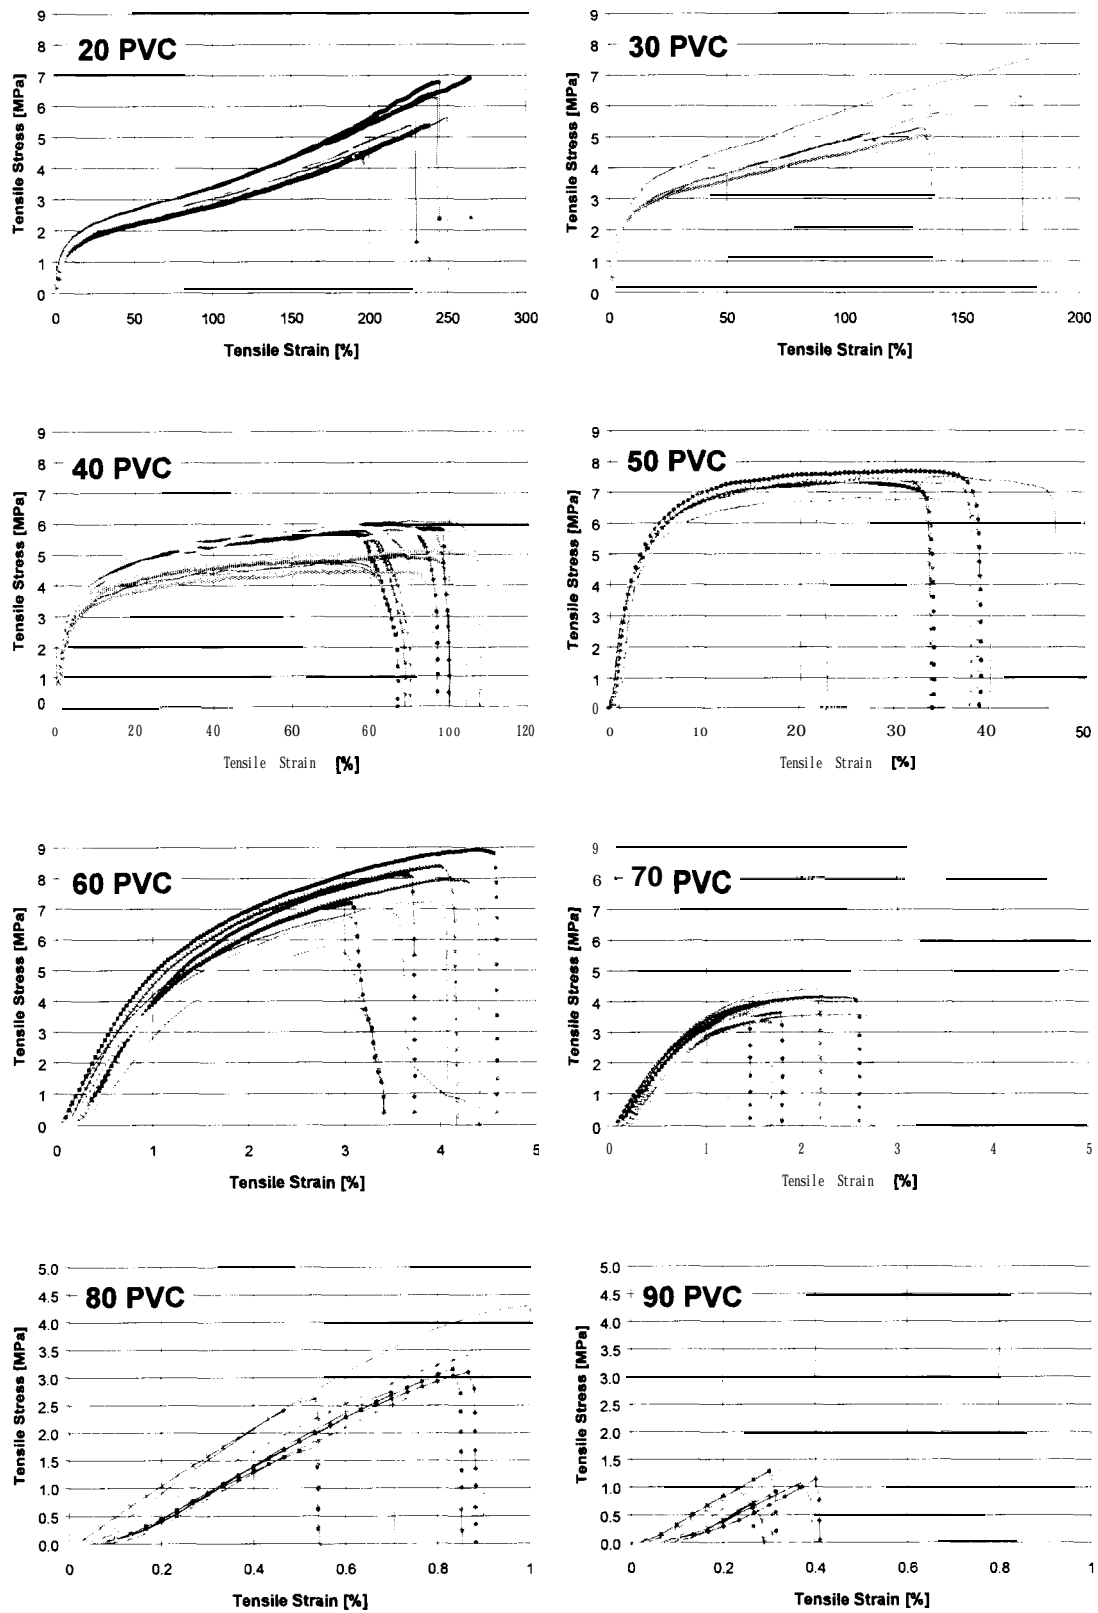 20 PVC
Tensile Stress [MPa]
9
8
7
6
5
4
3
2
1
0
0 50 100 150 200 250 300
Tensile Strain [%]
30 PVC
Tensile Stress [MPa]
9
8
7
6
5
4
3
2
1
0
0 50 100 150 200
Tensile Strain [%]
40 PVC
Tensile Stress [MPa]
9
8
7
6
5
4
3
2
1
0
0 20 40 60 60 100 120
Tensile Strain [%]
50 PVC
Tensile Stress [MPa]
9
8
7
6
5
4
3
2
1
0
0 10 20 30 40 50
Tensile Strain [%]
60 PVC
Tensile Stress [MPa]
9
8
7
6
5
4
3
2
1
0
0 1 2 3 4 5
Tensile Strain [%]
70 PVC
Tensile Stress [MPa]
9
6
7
6
5
4
3
2
1
0
0 1 2 3 4 5
Tensile Strain [%]
80 PVC
Tensile Stress [MPa]
5.0
4.5
4.0
3.5
3.0
2.5
2.0
1.5
1.0
0.5
0.0
0 0.2 0.4 0.6 0.8 1
Tensile Strain [%]
90 PVC
Tensile Stress [MPa]
5.0
4.5
4.0
3.5
3.0
2.5
2.0
1.5
1.0
0.5
0.0
0 0.2 0.4 0.6 0.8 1
Tensile Strain [%]